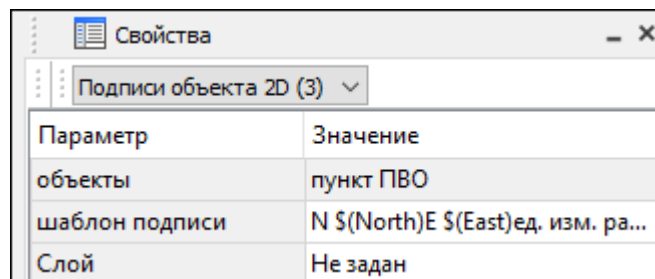 Свойства
Подписи объекта 2D (3)
Параметр Значение
объекты пункт ПВО
шаблон подписи N $(North)E $(East)ед. изм. ра...
Слой Не задан